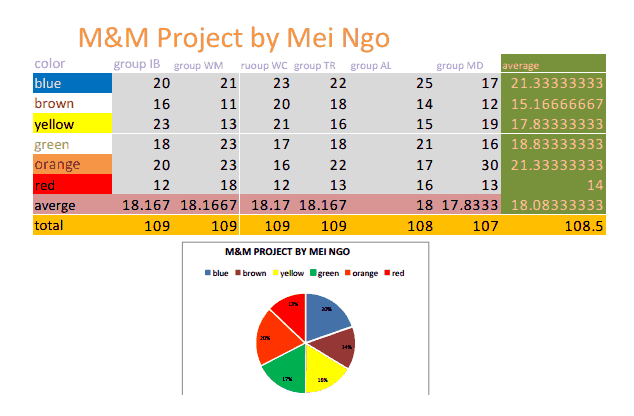 M&M Project by Mei Ngo
color group IB group WM ruoup WC group TR group AL group MD average
blue 20 21 23 22 25 17 21.33333333
brown 16 11 20 18 14 12 15.16666667
yellow 23 13 21 16 15 19 17.83333333
green 18 23 17 18 21 16 18.83333333
orange 20 23 16 22 17 30 21.33333333
red 12 18 12 13 16 13 14
averge 18.167 18.1667 18.17 18.167 18 17.8333 18.08333333
total 109 109 109 109 108 107 108.5
M&M PROJECT BY MEI NGO
blue brown yellow green orange red
13% 20%
20% 14%
17% 16%